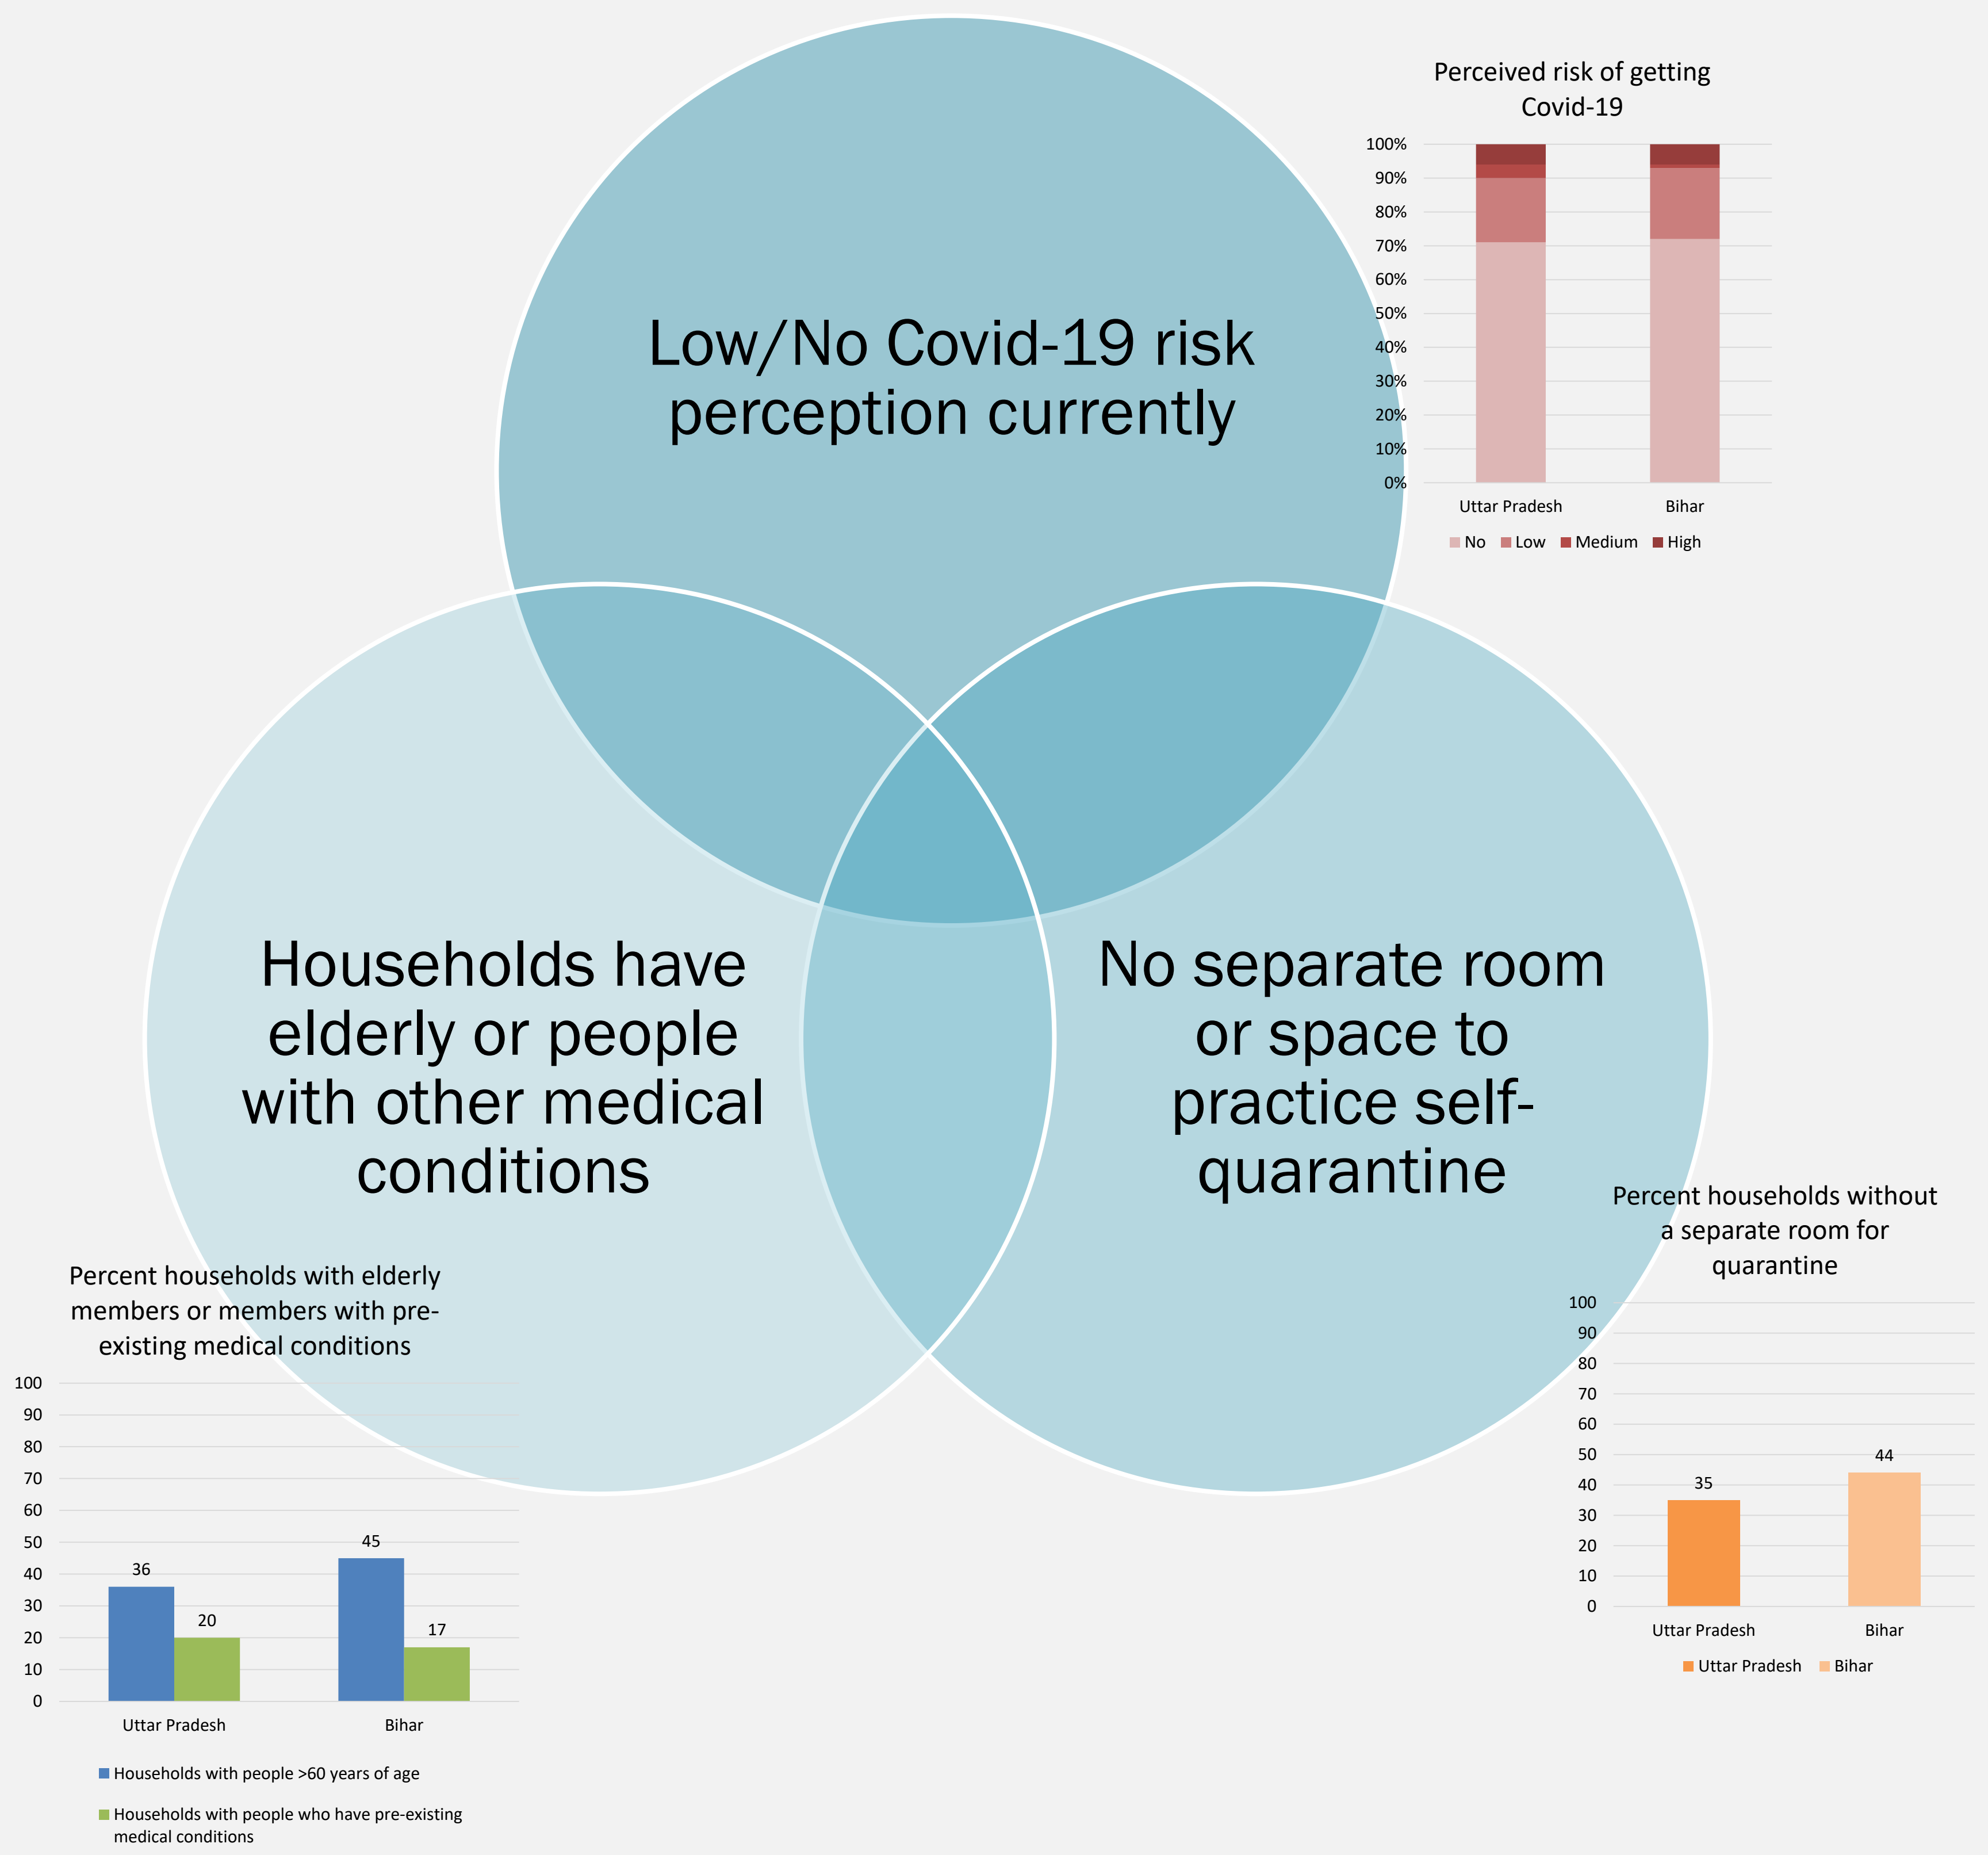 Perceived risk of getting
Covid-19
100%
90%
80%
70%
60%
50%
40%
30%
20%
10%
0%
Uttar Pradesh Bihar
No Low Medium High
Low/No Covid-19 risk
perception currently
Households have
elderly or people
with other medical
conditions
No separate room
or space to
practice self-
quarantine
Percent households with elderly
members or members with pre-
existing medical conditions
100
90
80
70
60
50
40
30
20
10
0
36
20
45
17
Uttar Pradesh Bihar
Households with people >60 years of age
Households with people who have pre-existing
medical conditions
Percent households without
a separate room for
quarantine
100
90
80
70
60
50
40
30
20
10
0
35
44
Uttar Pradesh Bihar
Uttar Pradesh Bihar